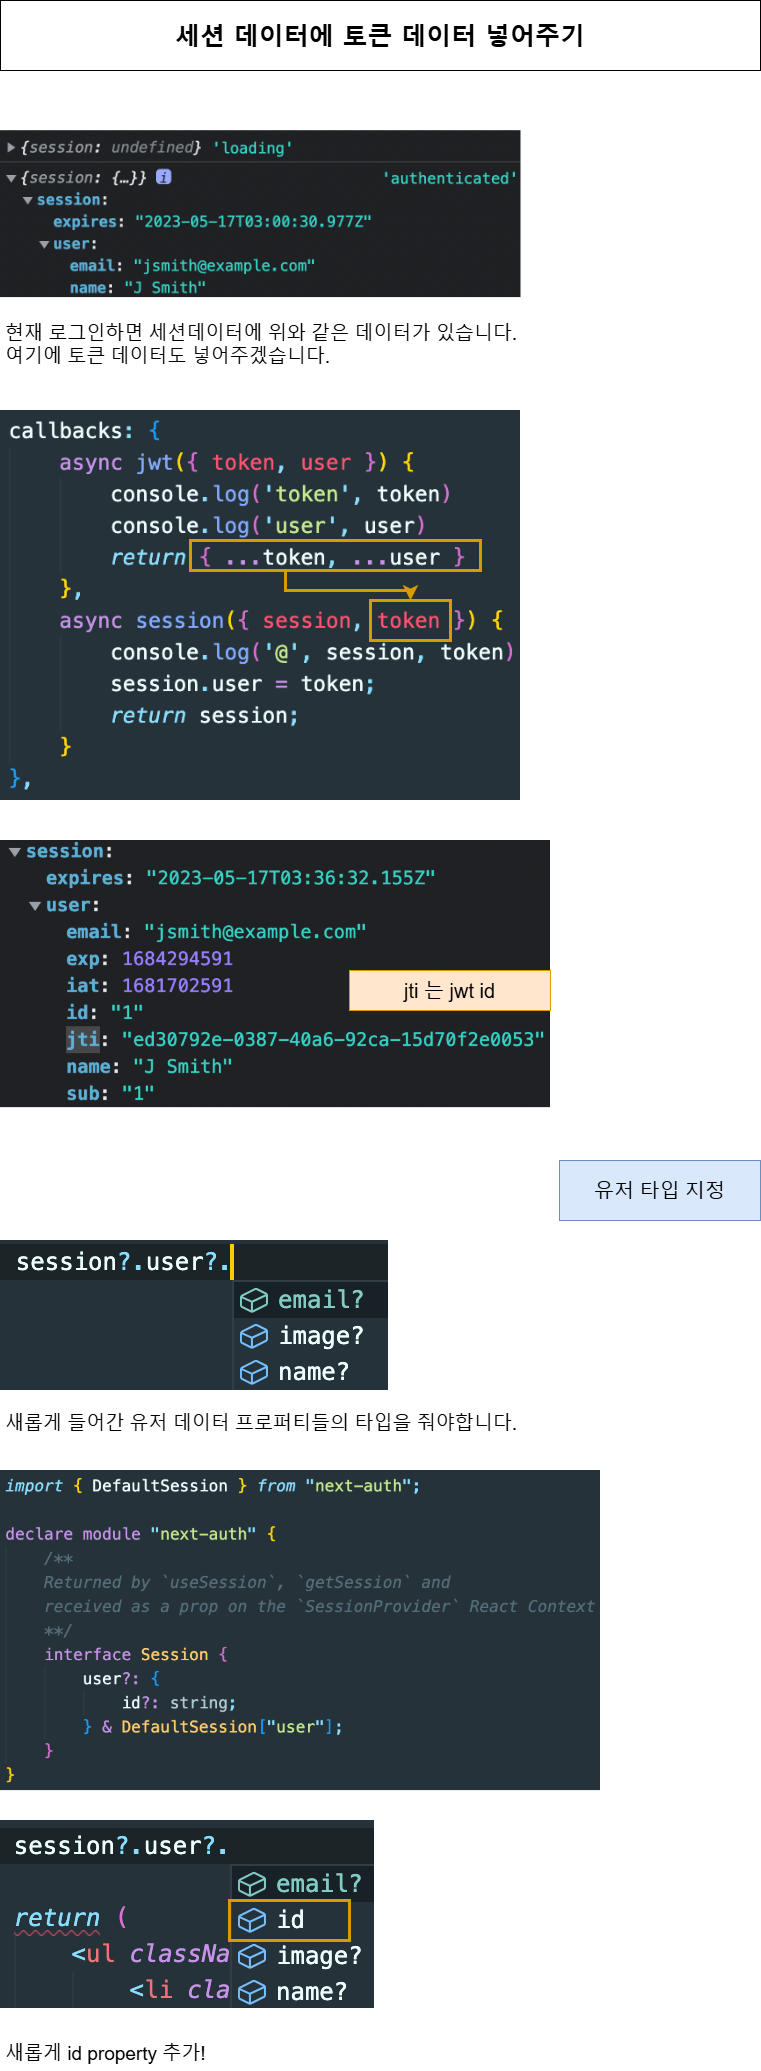 세션 데이터에 토큰 데이터 넣어주기
{session: undefined} 'loading'
{session: {…}} i 'authenticated'
session:
expires: "2023-05-17T03:00:30.977Z"
user:
email: "jsmith@example.com"
name: "J Smith"
현재 로그인하면 세션데이터에 위와 같은 데이터가 있습니다.
여기에 토큰 데이터도 넣어주겠습니다.
callbacks: {
async jwt({ token, user }) {
console.log('token', token)
console.log('user', user)
return { ...token, ...user }
},
async session({ session, token }) {
console.log('@', session, token)
session.user = token;
return session;
}
},
session:
expires: "2023-05-17T03:36:32.155Z"
user:
email: "jsmith@example.com"
exp: 1684294591
iat: 1681702591
jti 는 jwt id
id: "1"
jti: "ed30792e-0387-40a6-92ca-15d70f2e0053"
name: "J Smith"
sub: "1"
유저 타입 지정
session?.user?.
email?
image?
name?
새롭게 들어간 유저 데이터 프로퍼티들의 타입을 줘야합니다.
import { DefaultSession } from "next-auth";
declare module "next-auth" {
/**
Returned by `useSession`, `getSession` and
received as a prop on the `SessionProvider` React Context
**/
interface Session {
user?: {
id?: string;
} & DefaultSession["user"];
}
}
session?.user?.
email?
return ( id
<ul classNa image?
<li cla name?
새롭게 id property 추가!